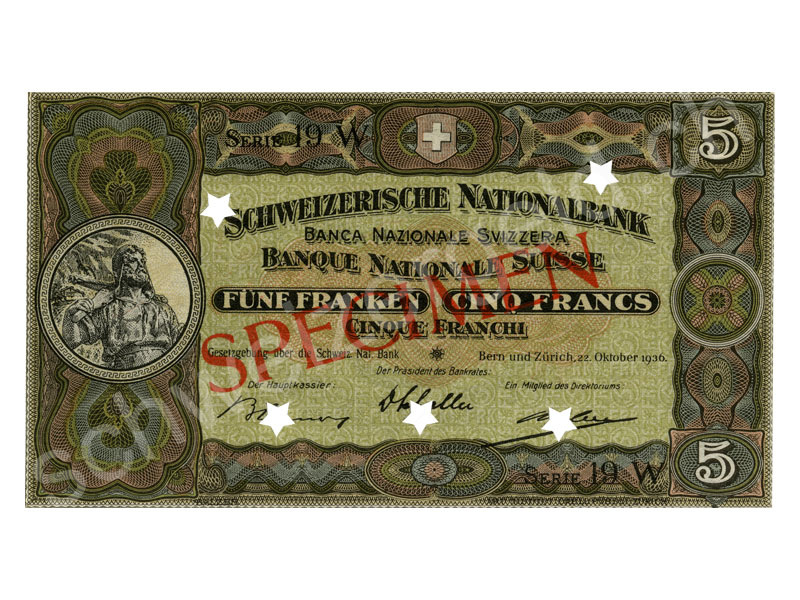 SERIE 19 W
5
SCHWEIZERISCHE NATIONALBANK
BANCA NAZIONALE SVIZZERA
BANQUE NATIONALE SUISSE
FÜNF FRANKEN CINQ FRANCS
CINQUE FRANCHI
SPECIMEN
Gesetzgebung über die Schweiz. Nat. Bank
Bern und Zürich, 22. Oktober 1936.
Der Hauptkassier:
Der Präsident des Bankrates:
Ein Mitglied des Direktoriums:
SERIE 19 W
5
BALZER